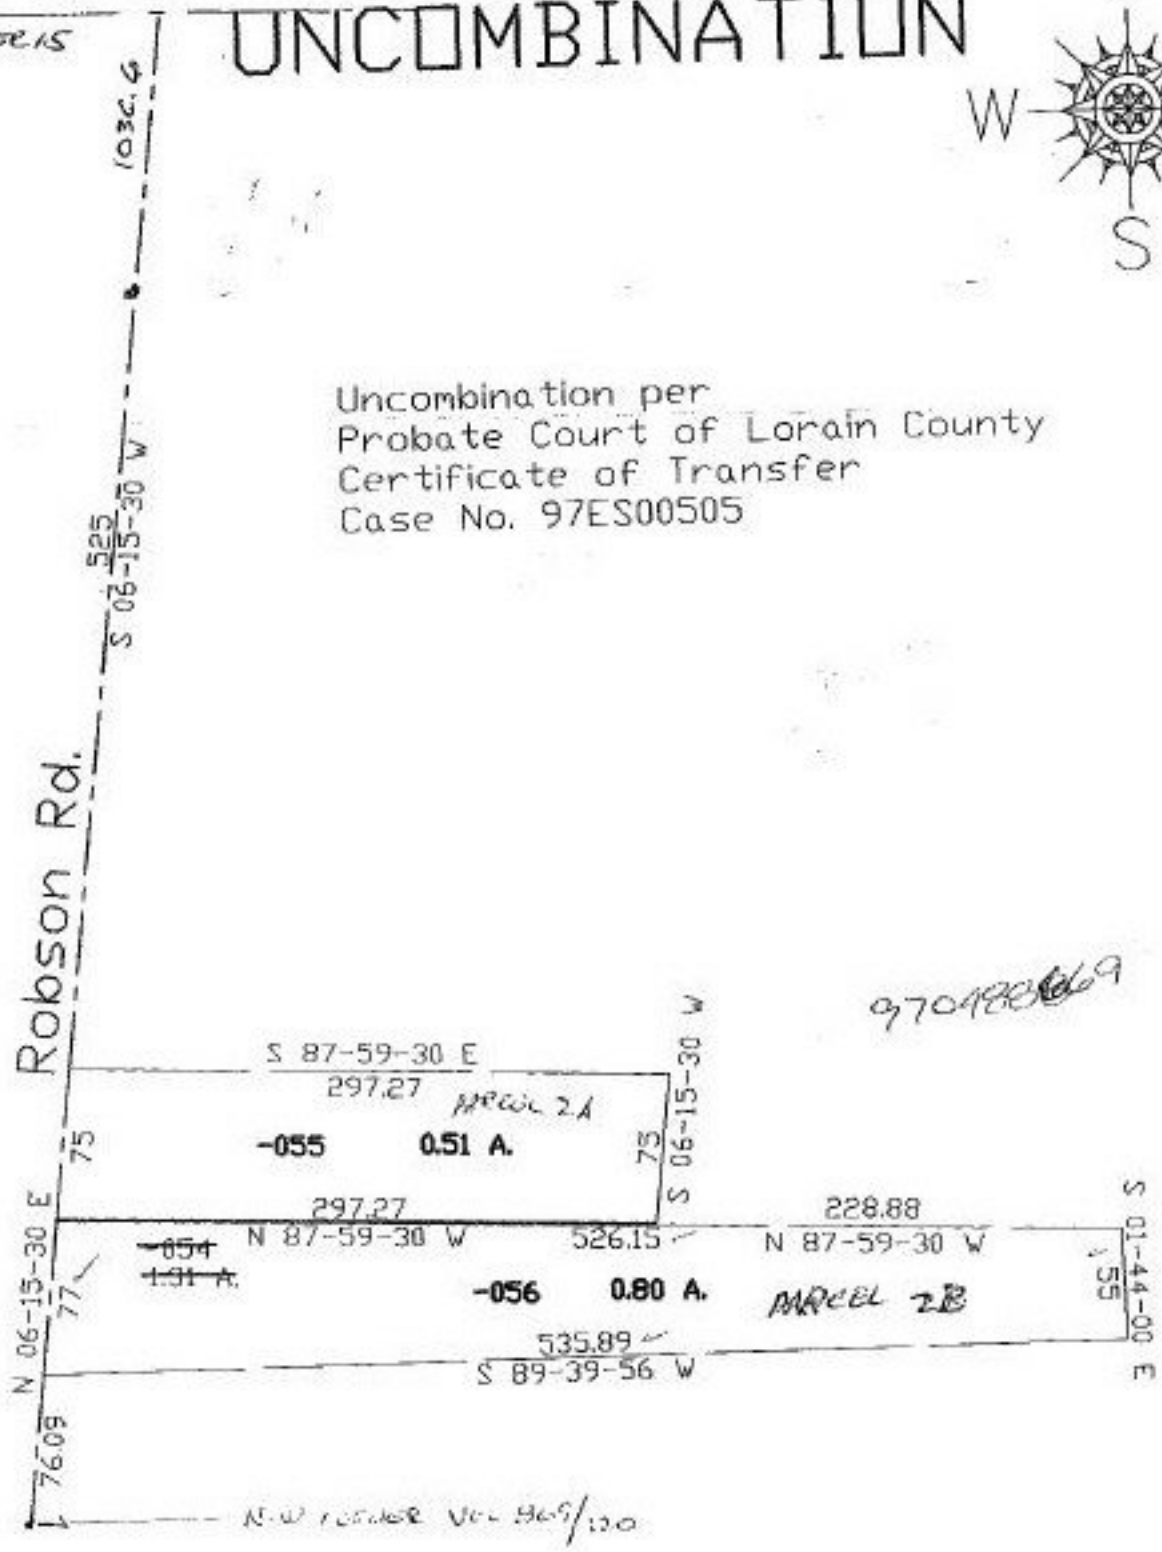 UNCOMBINATION
W
S
1036.6
Uncombination per
Probate Court of Lorain County
Certificate of Transfer
Case No. 97ES00505
525
S 06-15-30 W
Robson Rd.
S 87-59-30 E
297.27
PARCEL 2A
-055 0.51 A.
75
75
S 06-15-30 W
297.27
N 87-59-30 W
526.15
228.88
N 87-59-30 W
-054
1.31 A.
N 06-15-30 E
77
-056 0.80 A.
PARCEL 2B
55
S 01-44-00 E
535.89
S 89-39-56 W
76.09
N.W. CORNER VOL